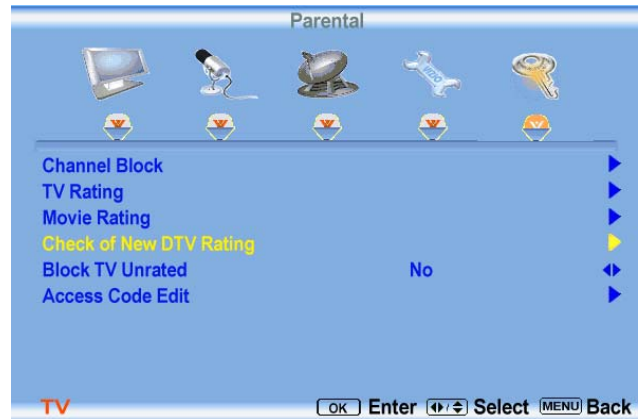 Parental
VIZIO
Channel Block
TV Rating
Movie Rating
Check of New DTV Rating
Block TV Unrated No
Access Code Edit
TV OK Enter Select MENU Back